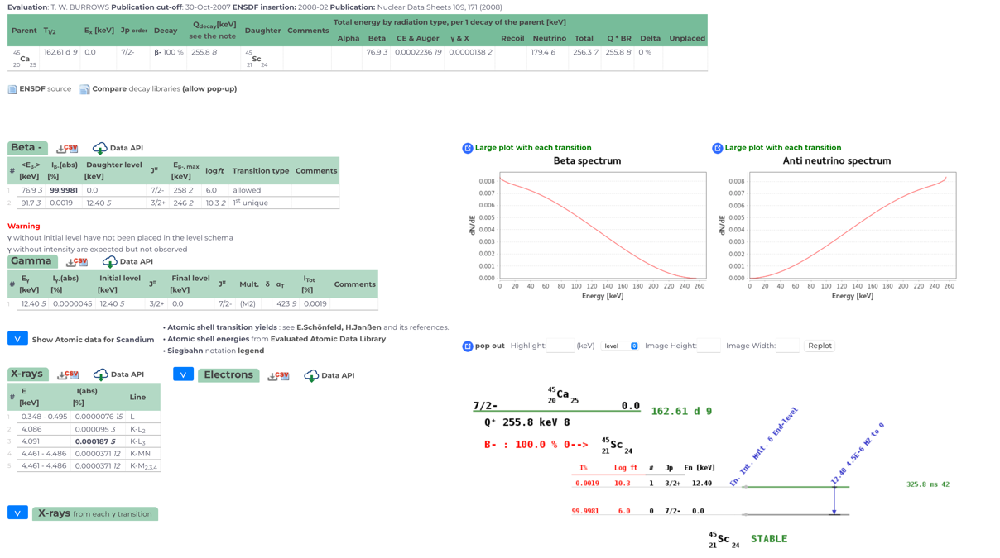 Evaluation: T. W. BURROWS Publication cut-off: 30-Oct-2007 ENSDF insertion: 2008-02 Publication: Nuclear Data Sheets 109, 171 (2008)
Parent T1/2 Ex [keV] Jp order Decay Qdecay[keV] see the note Daughter Comments Total energy by radiation type, per 1 decay of the parent [keV]
Alpha Beta CE & Auger γ & X Recoil Neutrino Total Q * BR Delta Unplaced
45 20 Ca 25 162.61 d 9 0.0 7/2- β- 100 % 255.8 8 45 21 Sc 24 76.9 3 0.0002236 19 0.0000138 2 179.4 6 256.3 7 255.8 8 0 %
ENSDF source Compare decay libraries (allow pop-up)
Beta - CSV Data API
# <Eβ-> [keV] Iβ-(abs) [%] Daughter level [keV] Jπ Eβ-, max [keV] logft Transition type Comments
1 76.9 3 99.9981 0.0 7/2- 258 2 6.0 allowed
2 91.7 3 0.0019 12.40 5 3/2+ 246 2 10.3 2 1st unique
Warning
γ without initial level have not been placed in the level schema
γ without intensity are expected but not observed
Gamma CSV Data API
# Eγ [keV] Iγ(abs) [%] Initial level [keV] Jπ Final level [keV] Jπ Mult. δ αT ITot [%] Comments
1 12.40 5 0.0000045 12.40 5 3/2+ 0.0 7/2- (M2) 423 9 0.0019
V Show Atomic data for Scandium
• Atomic shell transition yields : see E.Schönfeld, H.Janßen and its references.
• Atomic shell energies from Evaluated Atomic Data Library
• Siegbahn notation legend
X-rays CSV Data API
V Electrons CSV Data API
# E [keV] I(abs) [%] Line
1 0.348 - 0.495 0.0000076 15 L
2 4.086 0.000095 3 K-L2
3 4.091 0.000187 5 K-L3
4 4.461 - 4.486 0.0000371 12 K-MN
5 4.461 - 4.486 0.0000371 12 K-M2,3,4
V X-rays from each γ transition
Large plot with each transition
Beta spectrum
dN/dE
0.008
0.007
0.006
0.005
0.004
0.003
0.002
0.001
0.000
0 20 40 60 80 100 120 140 160 180 200 220 240 260
Energy [keV]
Large plot with each transition
Anti neutrino spectrum
dN/dE
0.008
0.007
0.006
0.005
0.004
0.003
0.002
0.001
0.000
0 20 40 60 80 100 120 140 160 180 200 220 240 260
Energy [keV]
pop out Highlight: (keV) level Image Height: Image Width: Replot
45 20 Ca 25
7/2- 0.0 162.61 d 9
Q+ 255.8 keV 8
B- : 100.0 % 0--> 45 21 Sc 24
I% Log ft # Jp En [keV]
En. Int. Mult. δ End-level
12.40 4.5E-6 M2 to 0
0.0019 10.3 1 3/2+ 12.40 325.8 ms 42
99.9981 6.0 0 7/2- 0.0
45 21 Sc 24 STABLE